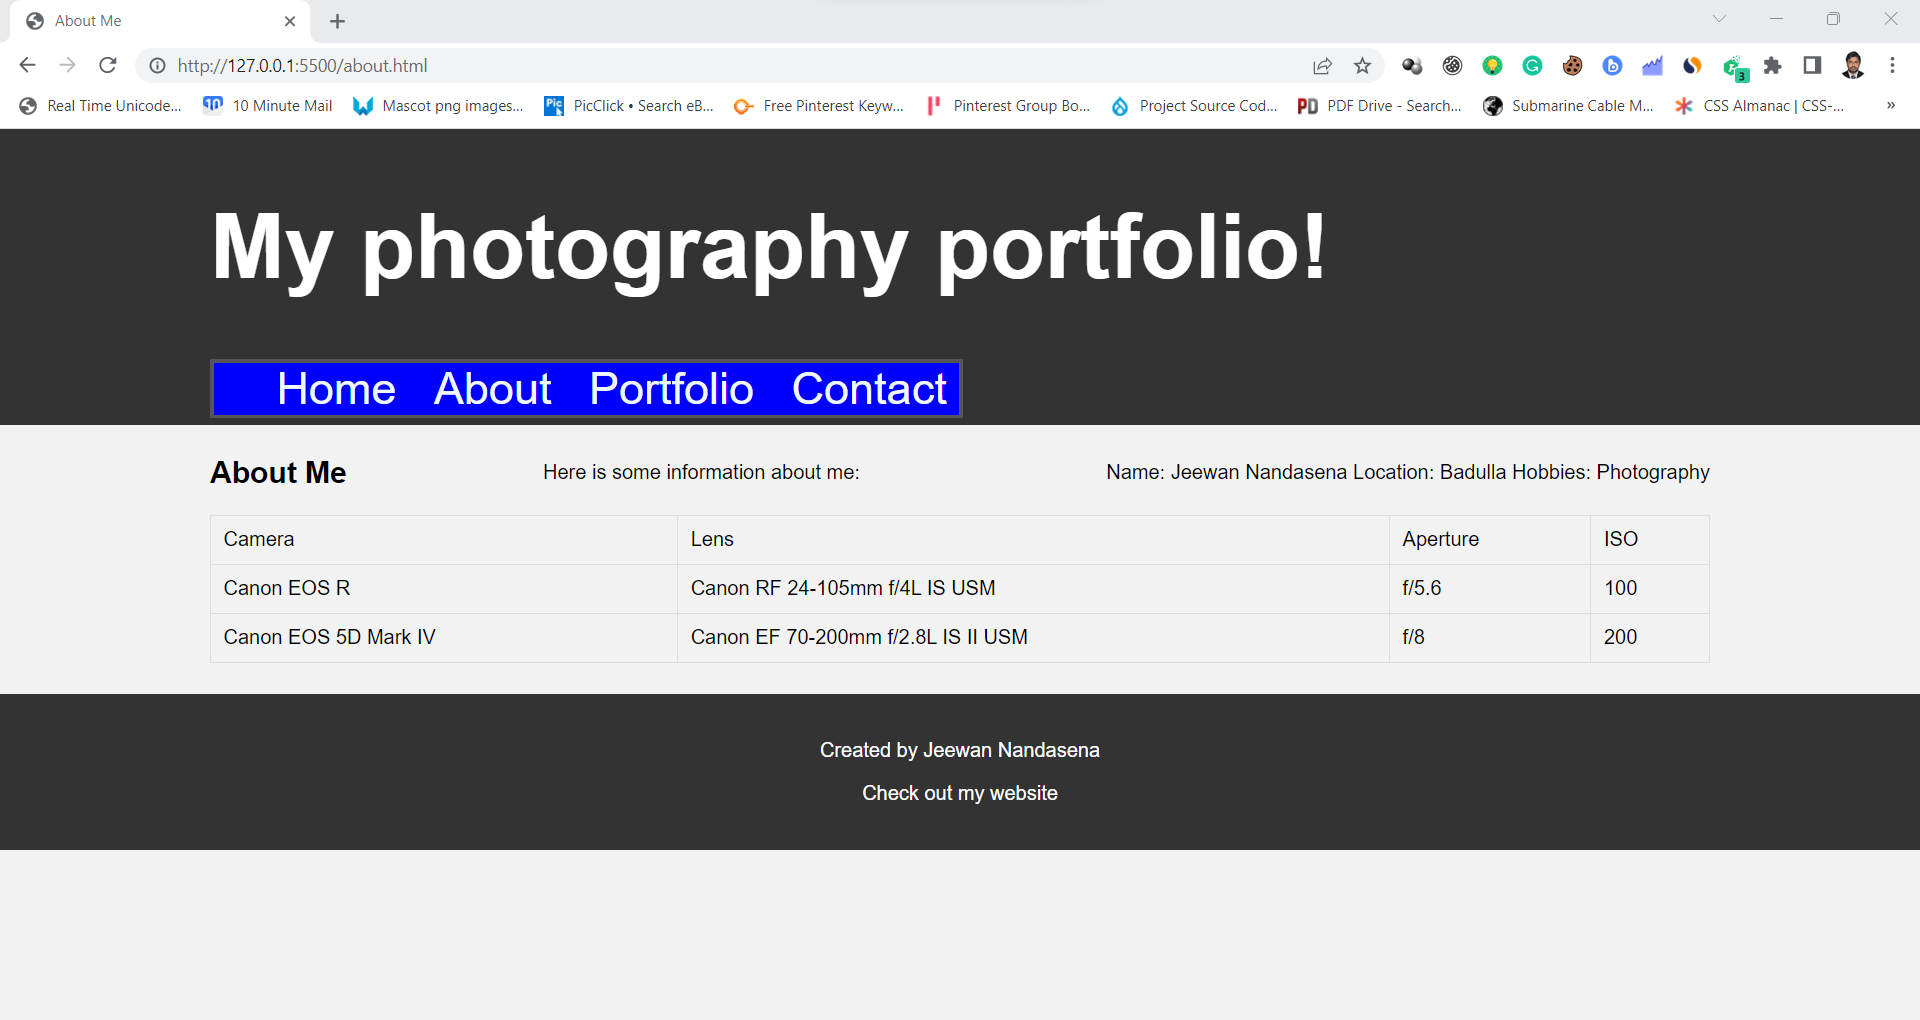 About Me
http://127.0.0.1:5500/about.html
3
Real Time Unicode... 10 Minute Mail Mascot png images... PicClick • Search eB... Free Pinterest Keyw... Pinterest Group Bo... Project Source Cod... PDF Drive - Search... Submarine Cable M... CSS Almanac | CSS-... »
My photography portfolio!
Home About Portfolio Contact
About Me Here is some information about me: Name: Jeewan Nandasena Location: Badulla Hobbies: Photography
Camera Lens Aperture ISO
Canon EOS R Canon RF 24-105mm f/4L IS USM f/5.6 100
Canon EOS 5D Mark IV Canon EF 70-200mm f/2.8L IS II USM f/8 200
Created by Jeewan Nandasena
Check out my website